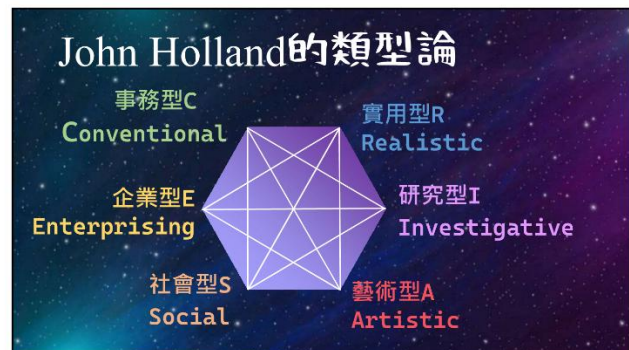 John Holland的類型論
事務型C
Conventional
實用型R
Realistic
企業型E
Enterprising
研究型I
Investigative
社會型S
Social
藝術型A
Artistic